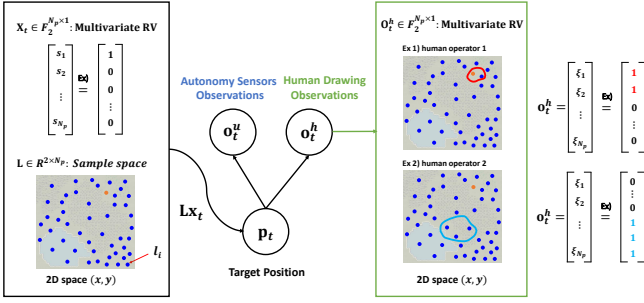 X_t ∈ F_2^{N_p×1}: Multivariate RV
s_1
s_2
⋮
s_{N_p}
Ex)
=
1
0
0
⋮
0
L ∈ R^{2×N_p}: Sample space
l_i
2D space (x, y)
Autonomy Sensors
Observations
Human Drawing
Observations
o_t^u
o_t^h
Lx_t
p_t
Target Position
O_t^h ∈ F_2^{N_p×1}: Multivariate RV
Ex 1) human operator 1
Ex 2) human operator 2
2D space (x, y)
o_t^h =
ξ_1
ξ_2
⋮
ξ_{N_p}
Ex)
=
1
1
0
⋮
0
o_t^h =
ξ_1
ξ_2
⋮
ξ_{N_p}
Ex)
=
0
⋮
0
1
1
1